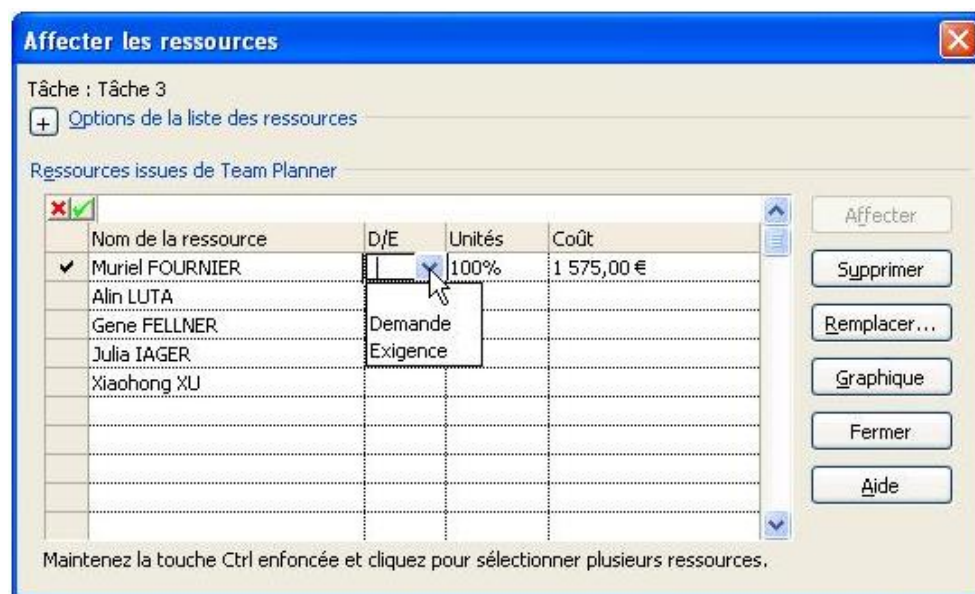 Affecter les ressources
Tâche : Tâche 3
+ Options de la liste des ressources
Ressources issues de Team Planner
Nom de la ressource D/E Unités Coût
Muriel FOURNIER 100% 1 575,00 €
Alin LUTA
Gene FELLNER
Julia IAGER
Xiaohong XU
Demande
Exigence
Affecter
Supprimer
Remplacer...
Graphique
Fermer
Aide
Maintenez la touche Ctrl enfoncée et cliquez pour sélectionner plusieurs ressources.